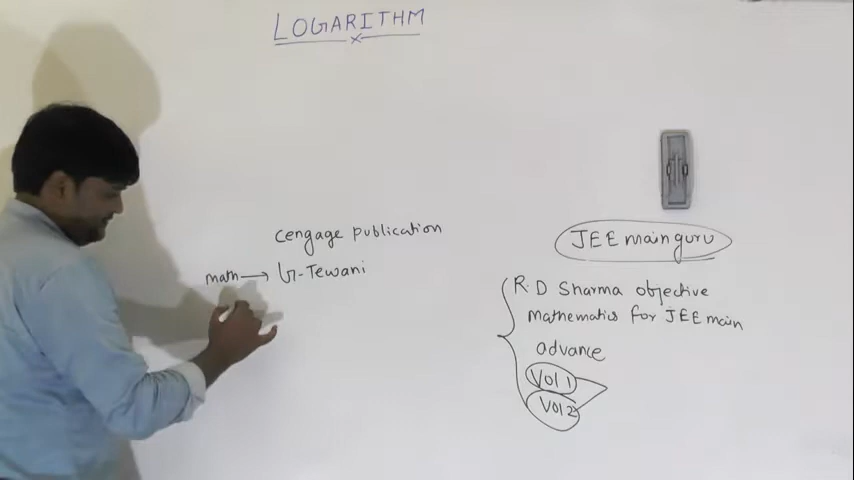 LOGARITHM
cengage publication
math → G-Tewani
JEE main guru
R.D Sharma objective
mathematics for JEE main
advance
Vol 1
Vol 2